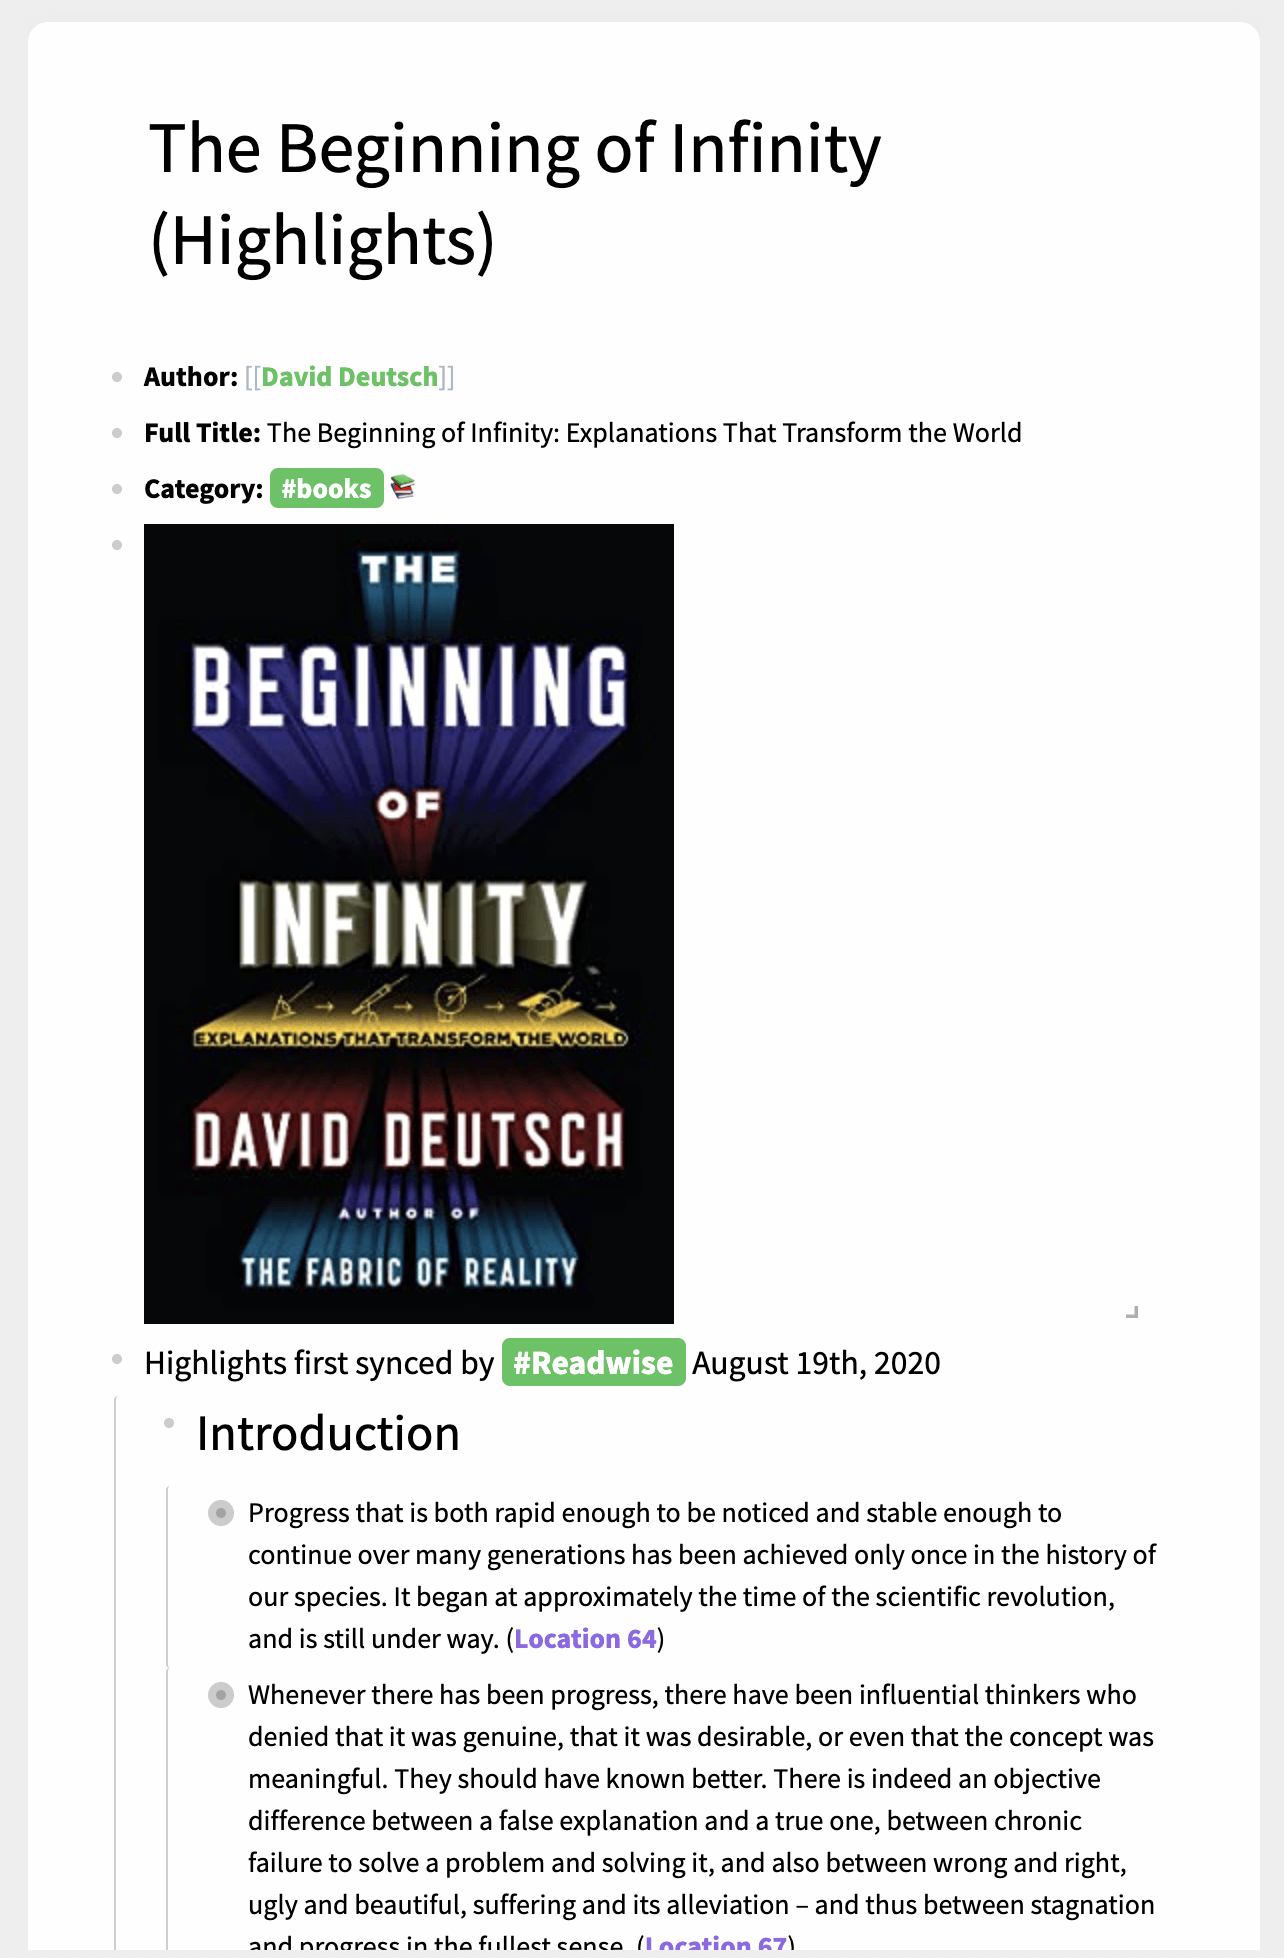 The Beginning of Infinity
(Highlights)
Author: [[David Deutsch]]
Full Title: The Beginning of Infinity: Explanations That Transform the World
Category: #books 📚
THE
BEGINNING
OF
INFINITY
EXPLANATIONS THAT TRANSFORM THE WORLD
DAVID DEUTSCH
AUTHOR OF
THE FABRIC OF REALITY
Highlights first synced by #Readwise August 19th, 2020
Introduction
Progress that is both rapid enough to be noticed and stable enough to
continue over many generations has been achieved only once in the history of
our species. It began at approximately the time of the scientific revolution,
and is still under way. (Location 64)
Whenever there has been progress, there have been influential thinkers who
denied that it was genuine, that it was desirable, or even that the concept was
meaningful. They should have known better. There is indeed an objective
difference between a false explanation and a true one, between chronic
failure to solve a problem and solving it, and also between wrong and right,
ugly and beautiful, suffering and its alleviation – and thus between stagnation
and progress in the fullest sense. (Location 67)